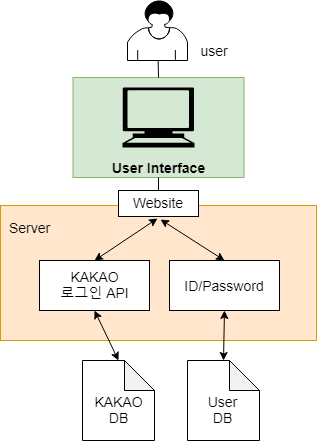 user
User Interface
Website
Server
KAKAO
로그인 API
ID/Password
KAKAO
DB
User
DB